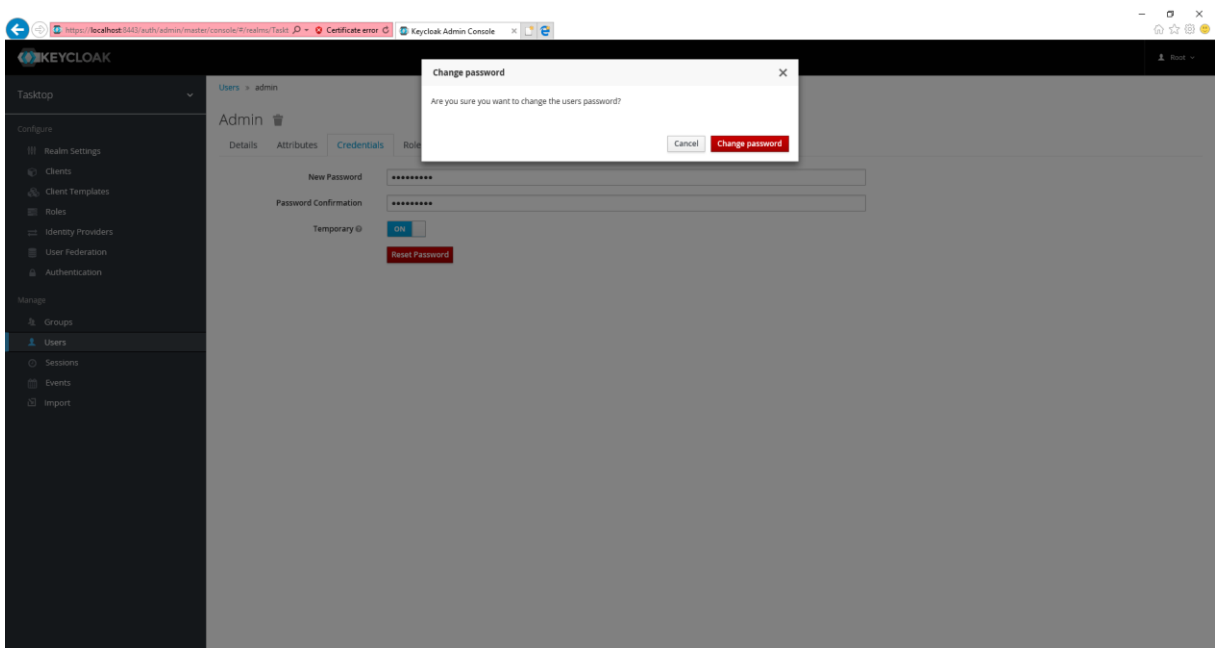 https://localhost:8443/auth/admin/master/console/#/realms/Taskt
Certificate error
Keycloak Admin Console
KEYCLOAK
Root
Tasktop
Configure
Realm Settings
Clients
Client Templates
Roles
Identity Providers
User Federation
Authentication
Manage
Groups
Users
Sessions
Events
Import
Users » admin
Admin
Details Attributes Credentials Role
New Password
Password Confirmation
Temporary
ON
Reset Password
Change password
Are you sure you want to change the users password?
Cancel Change password